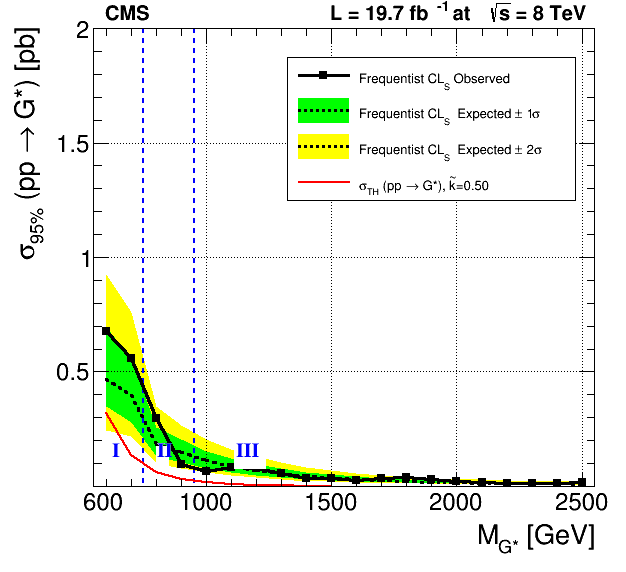 CMS L = 19.7 fb⁻¹ at √s = 8 TeV
σ95% (pp → G*) [pb]
2
1.5
1
0.5
Frequentist CLS Observed
Frequentist CLS Expected ± 1σ
Frequentist CLS Expected ± 2σ
σTH (pp → G*), k̃=0.50
I II III
600 1000 1500 2000 2500
MG* [GeV]